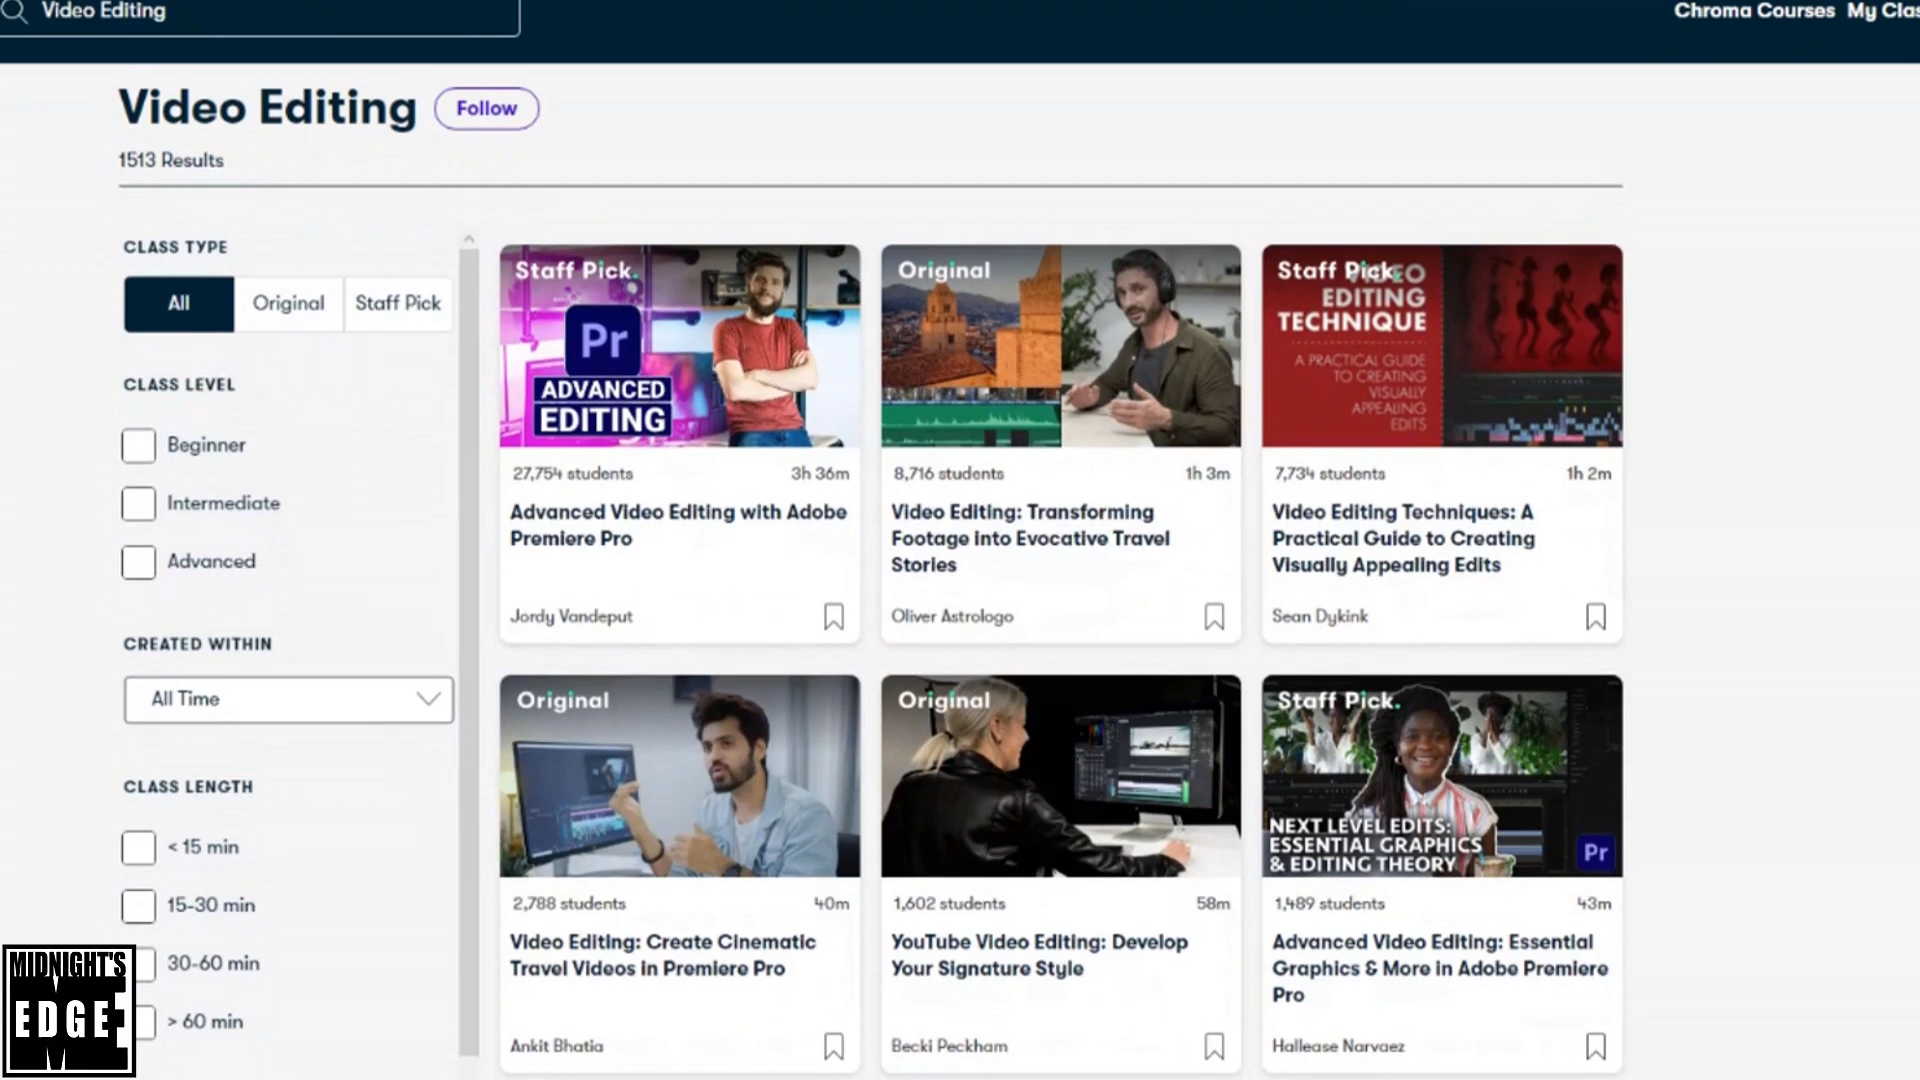 Video Editing
Chroma Courses My Clas
Video Editing
Follow
1513 Results
CLASS TYPE
All
Original
Staff Pick
CLASS LEVEL
Beginner
Intermediate
Advanced
CREATED WITHIN
All Time
CLASS LENGTH
< 15 min
15-30 min
30-60 min
> 60 min
Staff Pick.
Pr
ADVANCED
EDITING
27,754 students
3h 36m
Advanced Video Editing with Adobe
Premiere Pro
Jordy Vandeput
Original
8,716 students
1h 3m
Video Editing: Transforming
Footage into Evocative Travel
Stories
Oliver Astrologo
Staff Pick.
VIDEO
EDITING
TECHNIQUE
A PRACTICAL GUIDE
TO CREATING
VISUALLY
APPEALING
EDITS
7,734 students
1h 2m
Video Editing Techniques: A
Practical Guide to Creating
Visually Appealing Edits
Sean Dykink
Original
2,788 students
40m
Video Editing: Create Cinematic
Travel Videos in Premiere Pro
Ankit Bhatia
Original
1,602 students
58m
YouTube Video Editing: Develop
Your Signature Style
Becki Peckham
Staff Pick.
NEXT LEVEL EDITS:
ESSENTIAL GRAPHICS
& EDITING THEORY
Pr
1,489 students
43m
Advanced Video Editing: Essential
Graphics & More in Adobe Premiere
Pro
Hallease Narvaez
MIDNIGHT'S
EDGE